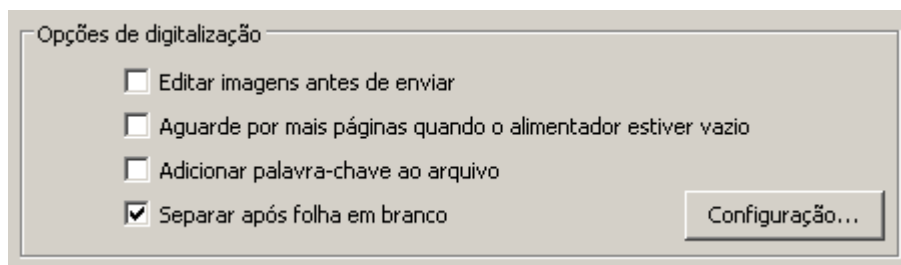 Opções de digitalização
Editar imagens antes de enviar
Aguarde por mais páginas quando o alimentador estiver vazio
Adicionar palavra-chave ao arquivo
Separar após folha em branco
Configuração...